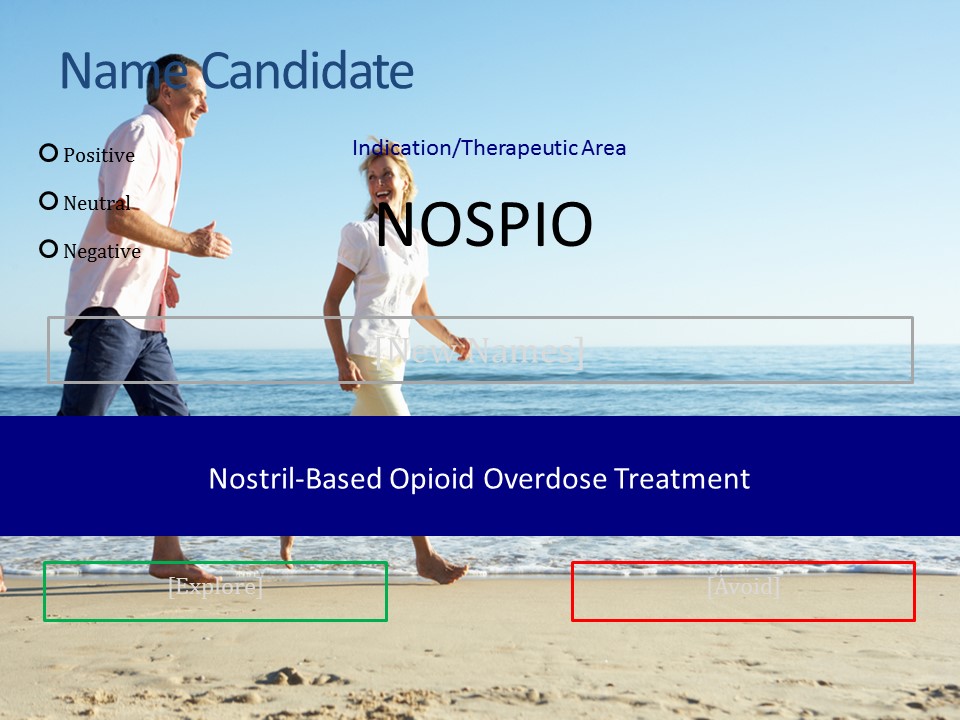 Name Candidate
Positive
Neutral
Negative
Indication/Therapeutic Area
NOSPIO
[New Names]
Nostril-Based Opioid Overdose Treatment
[Explore]
[Avoid]